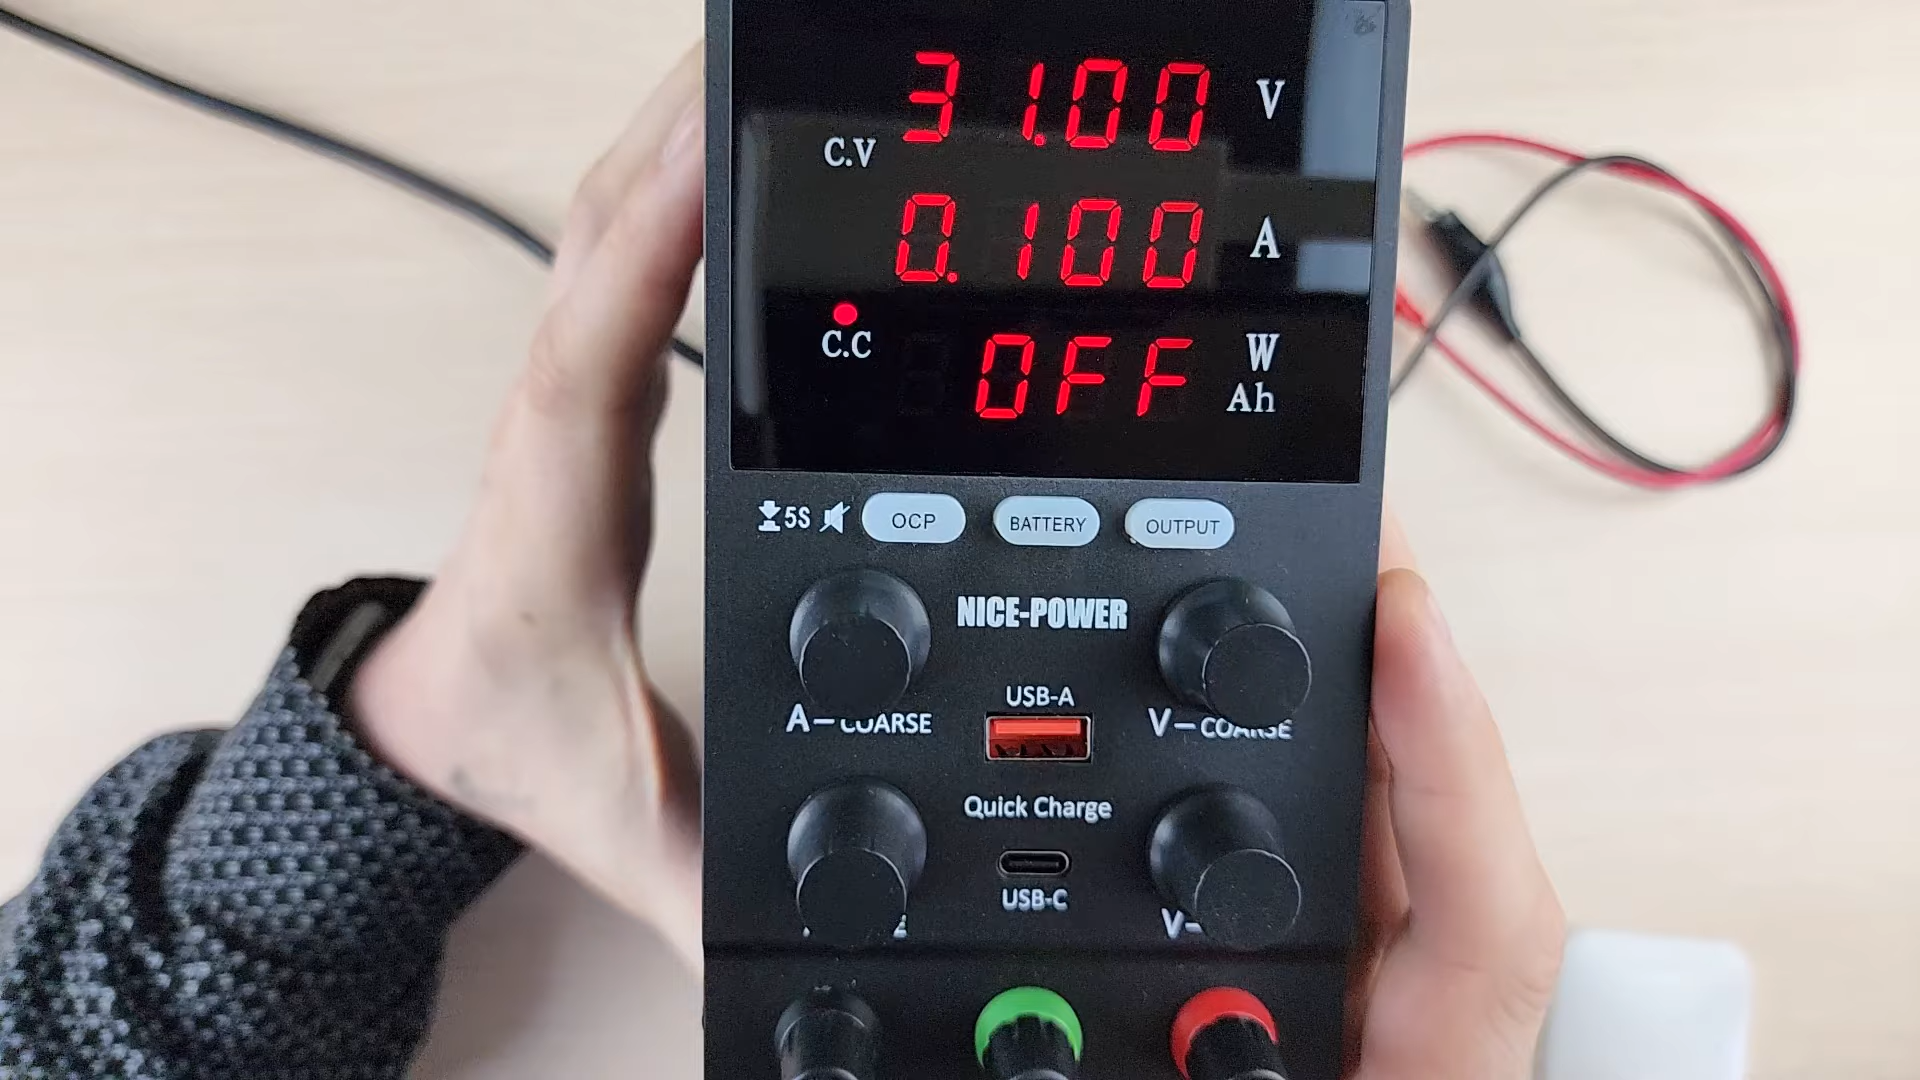 31.00 V
C.V
0.100 A
C.C
OFF W
Ah
5S OCP BATTERY OUTPUT
NICE-POWER
USB-A
A-COARSE V-COARSE
Quick Charge
USB-C
V-